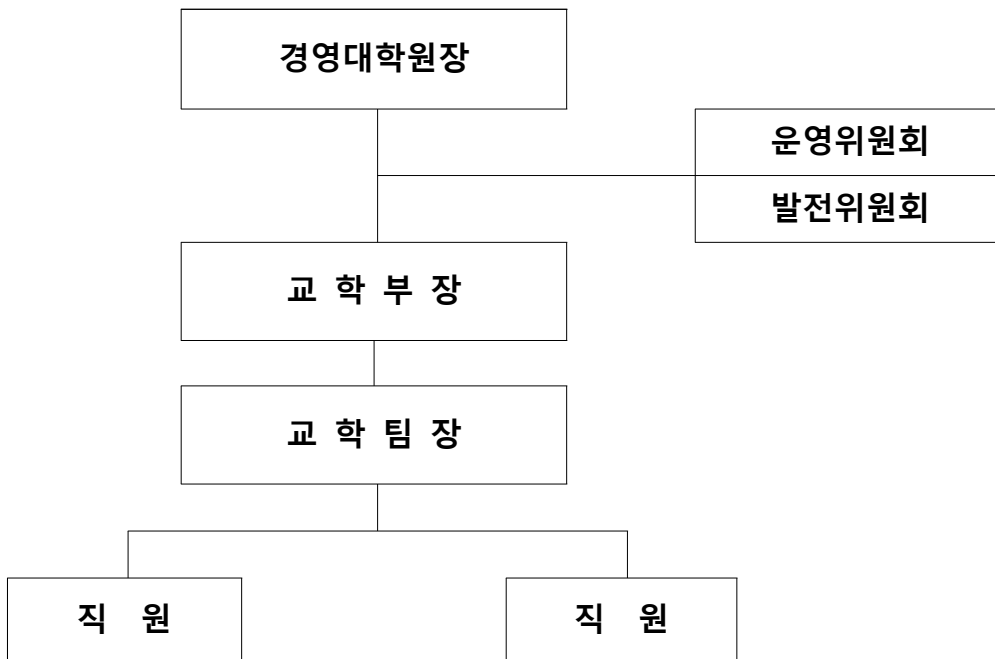 경영대학원장
운영위원회
발전위원회
교 학 부 장
교 학 팀 장
직 원
직 원